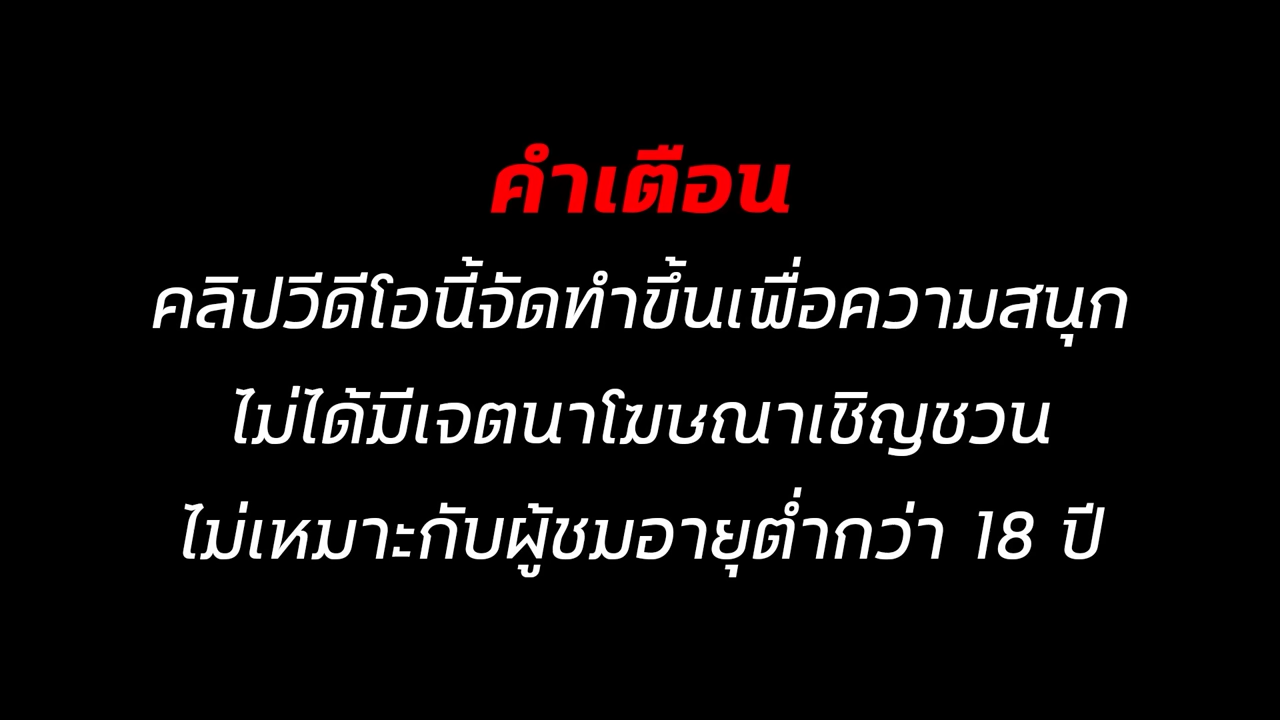 คำเตือน
คลิปวีดีโอนี้จัดทำขึ้นเพื่อความสนุก
ไม่ได้มีเจตนาโฆษณาเชิญชวน
ไม่เหมาะกับผู้ชมอายุต่ำกว่า 18 ปี